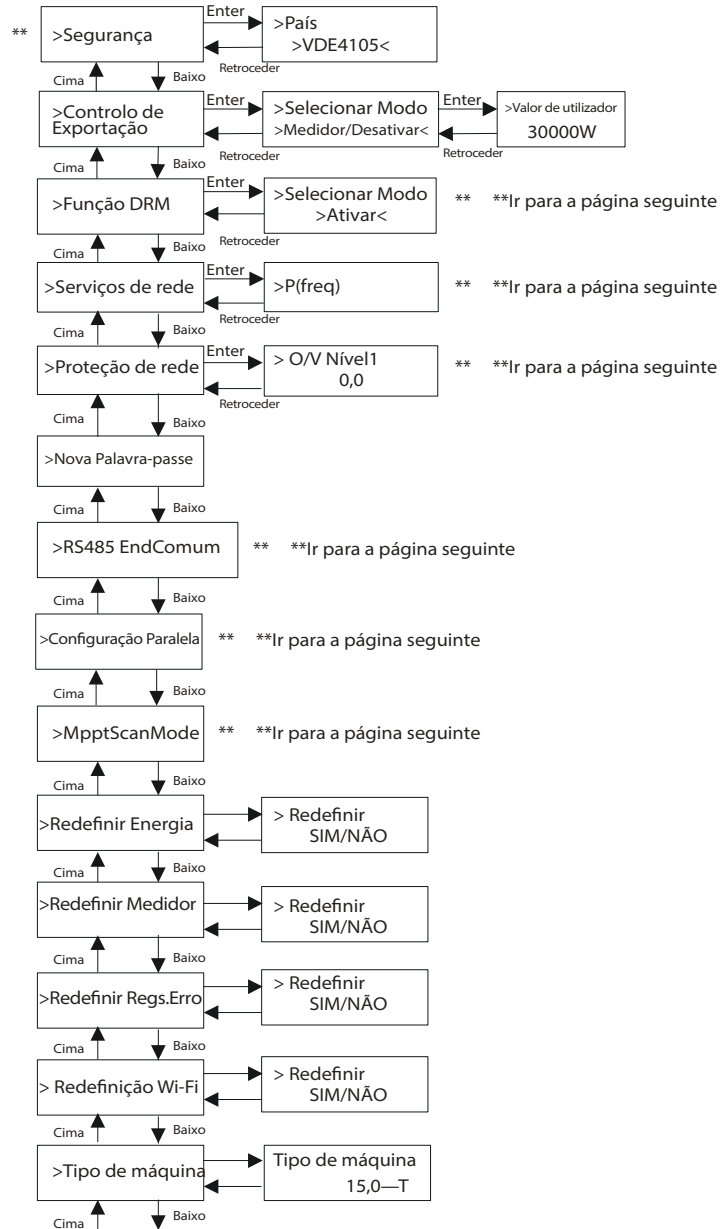 ** >Segurança Enter >País
>VDE4105<
Retroceder
Cima Baixo
>Controlo de
Exportação Enter >Selecionar Modo
>Medidor/Desativar< Enter >Valor de utilizador
30000W
Retroceder Retroceder
Cima Baixo
>Função DRM Enter >Selecionar Modo
>Ativar< ** **Ir para a página seguinte
Retroceder
Cima Baixo
>Serviços de rede Enter >P(freq) ** **Ir para a página seguinte
Retroceder
Cima Baixo
>Proteção de rede Enter > O/V Nível1
0,0 ** **Ir para a página seguinte
Retroceder
Cima Baixo
>Nova Palavra-passe
Cima Baixo
>RS485 EndComum ** **Ir para a página seguinte
Cima Baixo
>Configuração Paralela ** **Ir para a página seguinte
Cima Baixo
>MpptScanMode ** **Ir para a página seguinte
Cima Baixo
>Redefinir Energia > Redefinir
SIM/NÃO
Cima Baixo
>Redefinir Medidor > Redefinir
SIM/NÃO
Cima Baixo
>Redefinir Regs.Erro > Redefinir
SIM/NÃO
Cima Baixo
> Redefinição Wi-Fi > Redefinir
SIM/NÃO
Cima Baixo
>Tipo de máquina Tipo de máquina
15,0—T
Cima Baixo